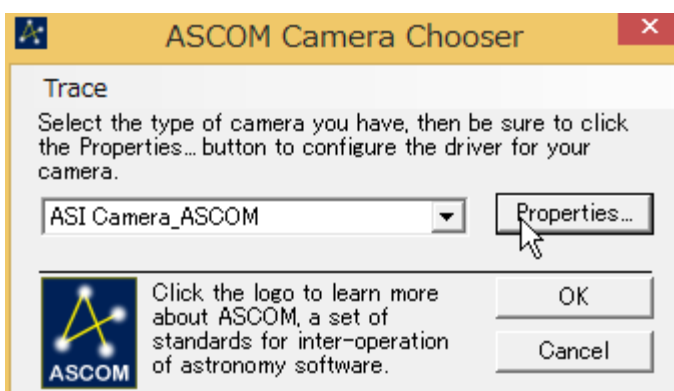 ASCOM Camera Chooser
Trace
Select the type of camera you have, then be sure to click
the Properties... button to configure the driver for your
camera.
ASI Camera_ASCOM
Properties...
Click the logo to learn more
about ASCOM, a set of
standards for inter-operation
of astronomy software.
ASCOM
OK
Cancel